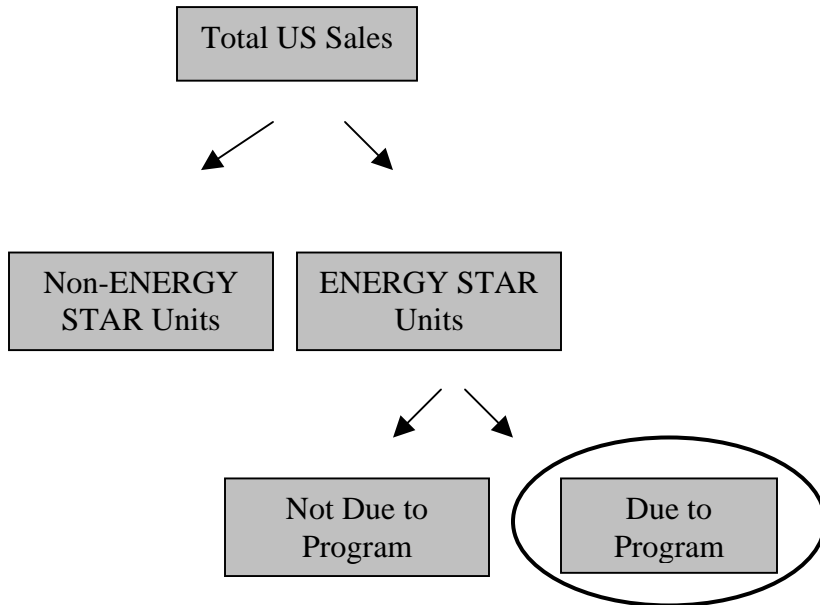 Total US Sales
Non-ENERGY
STAR Units
ENERGY STAR
Units
Not Due to
Program
Due to
Program